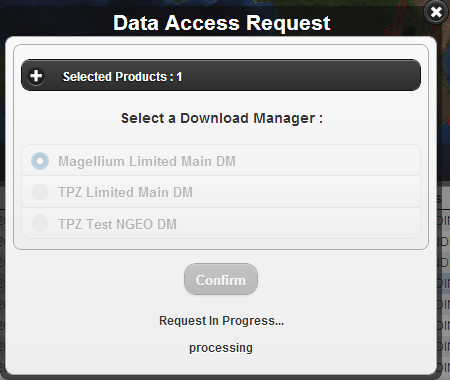 Data Access Request
Selected Products : 1
Select a Download Manager :
Magellium Limited Main DM
TPZ Limited Main DM
TPZ Test NGEO DM
Confirm
Request In Progress...
processing